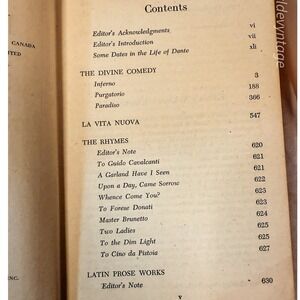 Contents
CANADA
ITED
Editor's Acknowledgments vi
Editor's Introduction vii
Some Dates in the Life of Dante xli
THE DIVINE COMEDY
Inferno 3
Purgatorio 188
Paradiso 366
LA VITA NUOVA 547
THE RHYMES
Editor's Note 620
To Guido Cavalcanti 621
A Garland Have I Seen 621
Upon a Day, Came Sorrow 622
Whence Come You? 622
To Forese Donati 623
Master Brunetto 624
Two Ladies 625
To the Dim Light 625
To Cino da Pistoia 627
LATIN PROSE WORKS
Editor's Note 630
INC.
v
ldevyntage